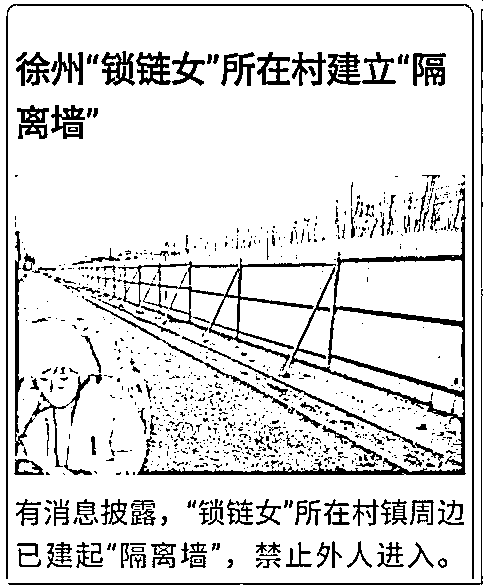 徐州“锁链女”所在村建立“隔
离墙”
有消息披露，“锁链女”所在村镇周边
已建起“隔离墙”，禁止外人进入。